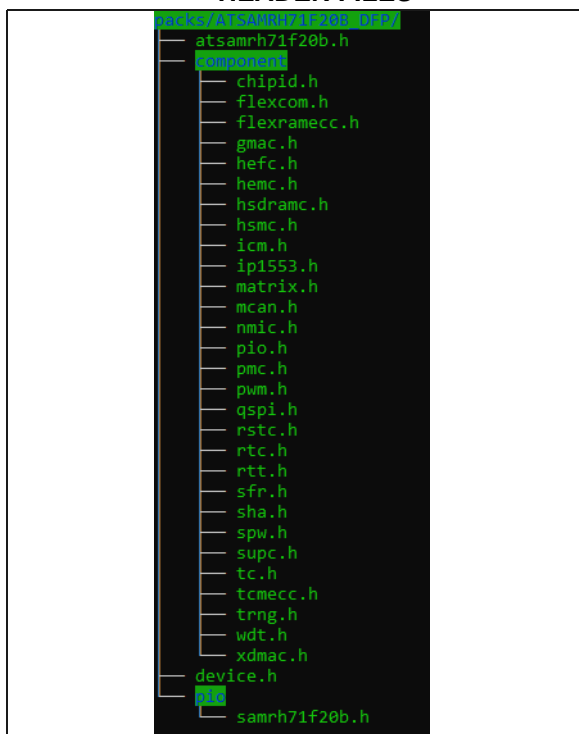 packs/ATSAMRH71F20B_DFP/
├── atsamrh71f20b.h
├── component
│   ├── chipid.h
│   ├── flexcom.h
│   ├── flexramecc.h
│   ├── gmac.h
│   ├── hefc.h
│   ├── hemc.h
│   ├── hsdramc.h
│   ├── hsmc.h
│   ├── icm.h
│   ├── ip1553.h
│   ├── matrix.h
│   ├── mcan.h
│   ├── nmic.h
│   ├── pio.h
│   ├── pmc.h
│   ├── pwm.h
│   ├── qspi.h
│   ├── rstc.h
│   ├── rtc.h
│   ├── rtt.h
│   ├── sfr.h
│   ├── sha.h
│   ├── spw.h
│   ├── supc.h
│   ├── tc.h
│   ├── tcmecc.h
│   ├── trng.h
│   ├── wdt.h
│   └── xdmac.h
├── device.h
└── pio
    └── samrh71f20b.h